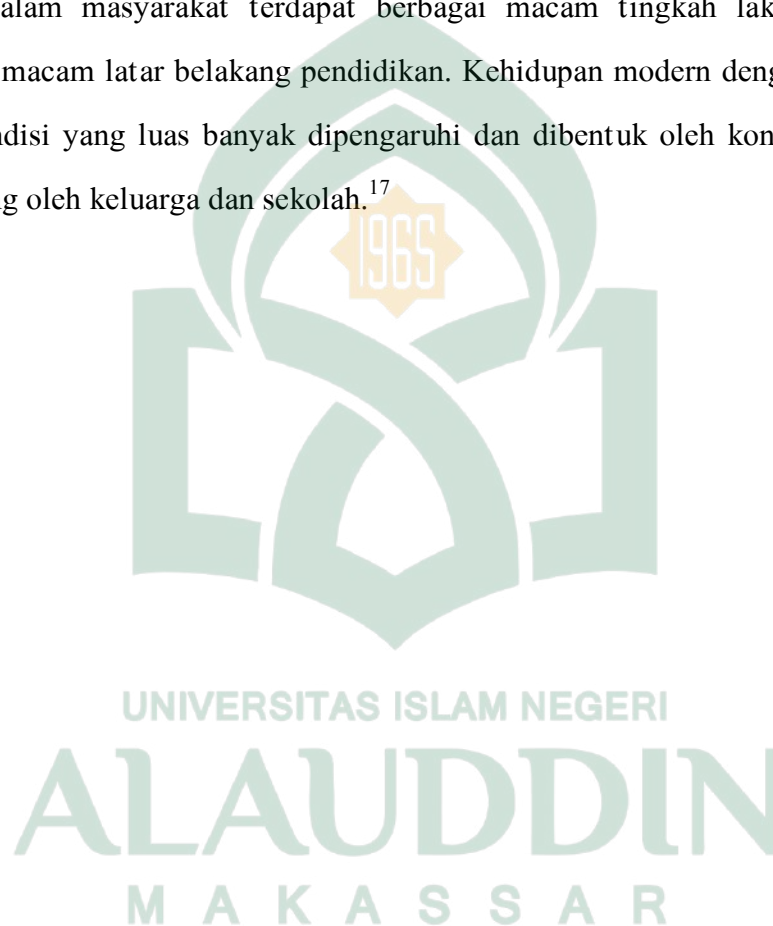 alam masyarakat terdapat berbagai macam tingkah lak
macam latar belakang pendidikan. Kehidupan modern deng
ndisi yang luas banyak dipengaruhi dan dibentuk oleh kon
g oleh keluarga dan sekolah.17
1965
UNIVERSITAS ISLAM NEGERI
ALAUDDIN
MAKASSAR